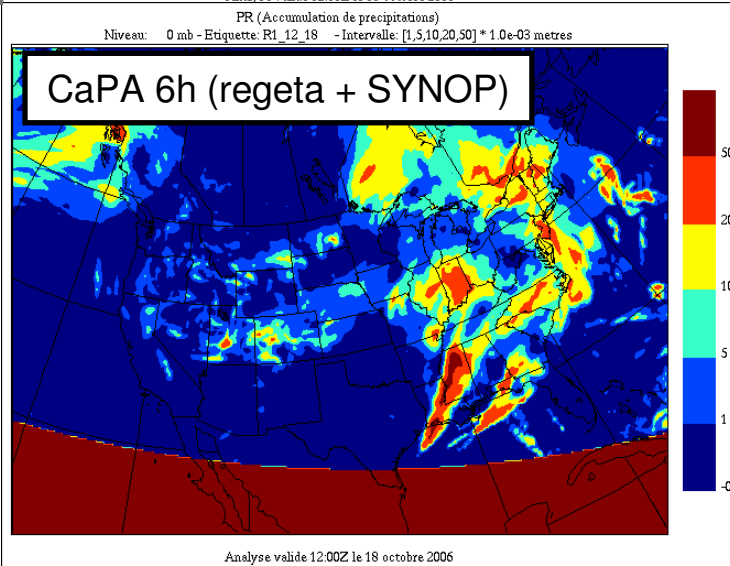 PR (Accumulation de precipitations)
Niveau: 0 mb - Etiquette: R1_12_18 - Intervalle: [1,5,10,20,50] * 1.0e-03 metres
CaPA 6h (regeta + SYNOP)
50
20
10
5
1
-0
Analyse valide 12:00Z le 18 octobre 2006